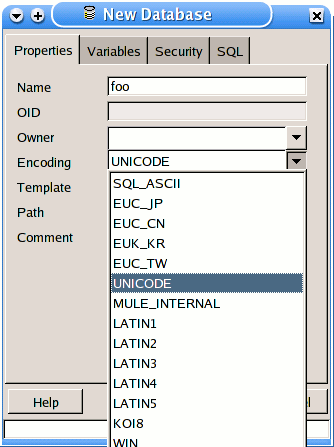 New Database
Properties Variables Security SQL
Name foo
OID
Owner
Encoding UNICODE
SQL_ASCII
Template EUC_JP
EUC_CN
Path EUK_KR
Comment EUC_TW
UNICODE
MULE_INTERNAL
LATIN1
LATIN2
LATIN3
LATIN4
Help LATIN5
KOI8
WIN